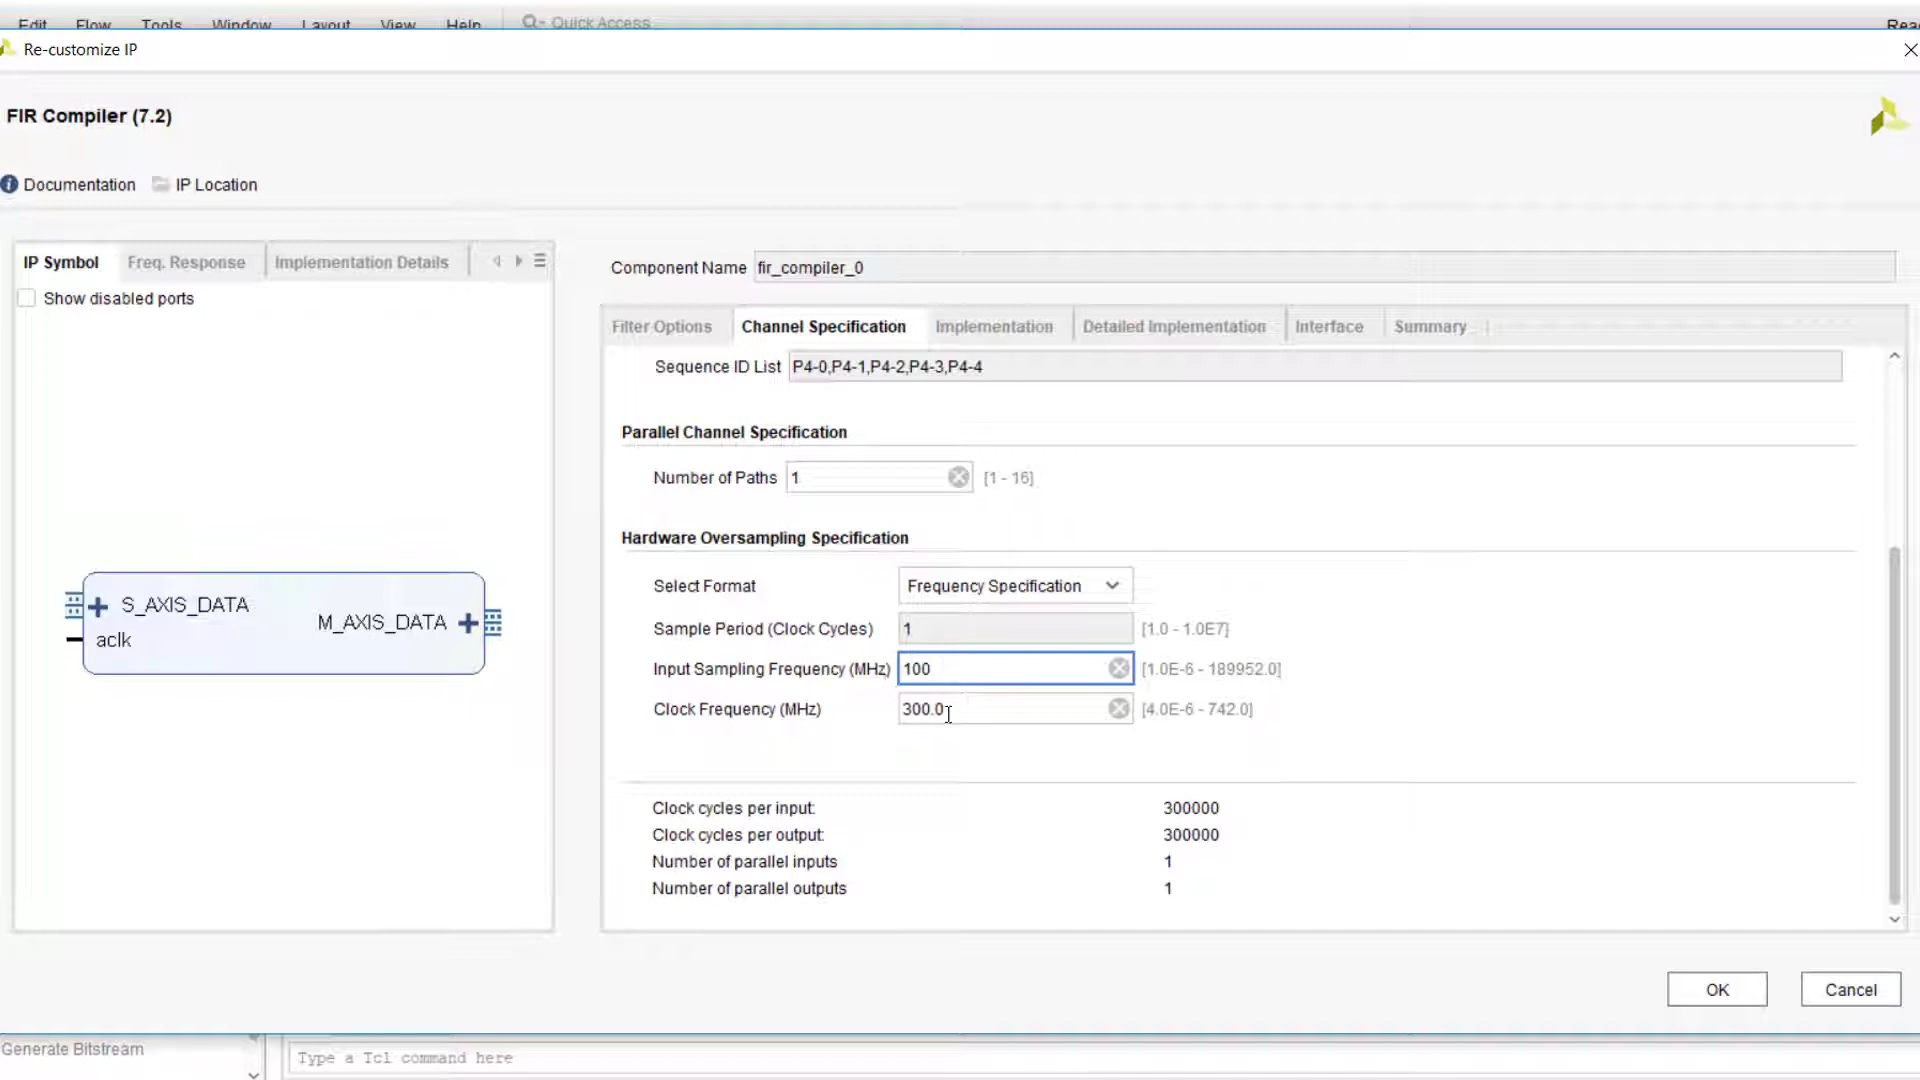 Edit Flow Tools Window Layout View Help Quick Access
Re-customize IP
FIR Compiler (7.2)
Documentation IP Location
IP Symbol Freq. Response Implementation Details
Show disabled ports
S_AXIS_DATA
M_AXIS_DATA
aclk
Component Name fir_compiler_0
Filter Options Channel Specification Implementation Detailed Implementation Interface Summary
Sequence ID List P4-0,P4-1,P4-2,P4-3,P4-4
Parallel Channel Specification
Number of Paths 1 [1 - 16]
Hardware Oversampling Specification
Select Format Frequency Specification
Sample Period (Clock Cycles) 1 [1.0 - 1.0E7]
Input Sampling Frequency (MHz) 100 [1.0E-6 - 189952.0]
Clock Frequency (MHz) 300.0 [4.0E-6 - 742.0]
Clock cycles per input: 300000
Clock cycles per output: 300000
Number of parallel inputs 1
Number of parallel outputs 1
OK Cancel
Generate Bitstream
Type a Tcl command here